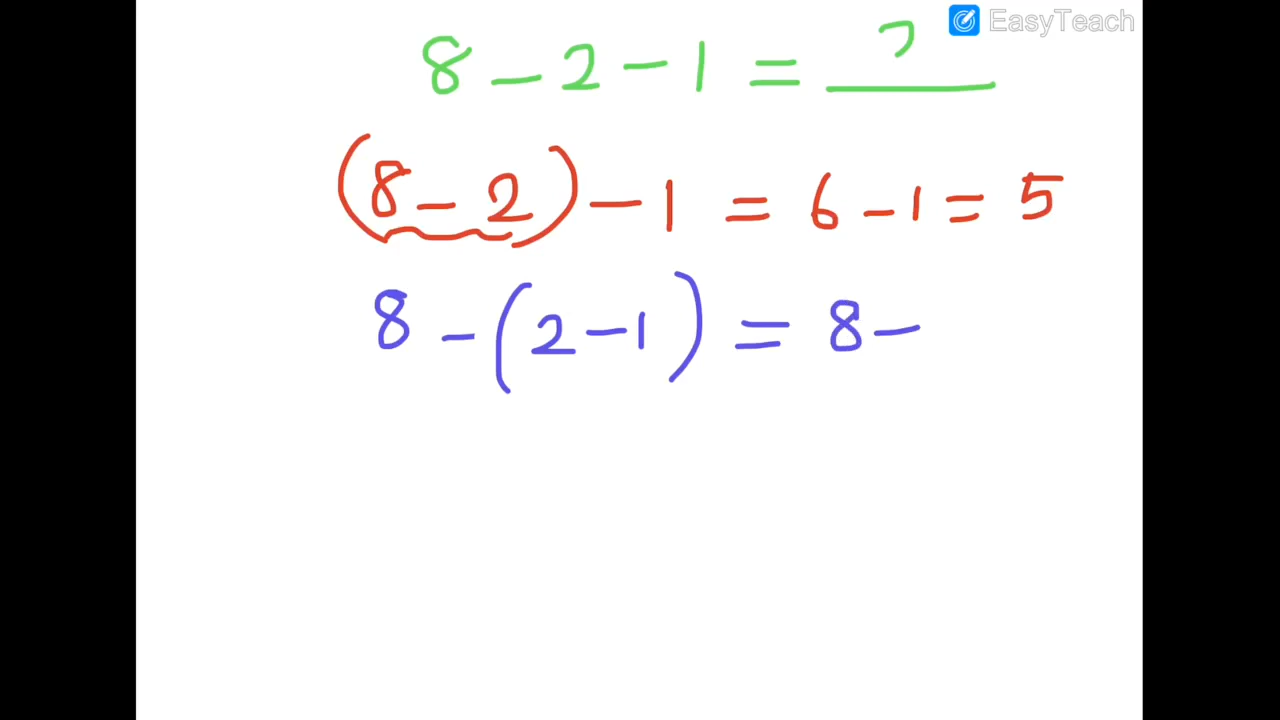 EasyTeach
8 - 2 - 1 = ?
(8 - 2) - 1 = 6 - 1 = 5
8 - (2 - 1) = 8 -